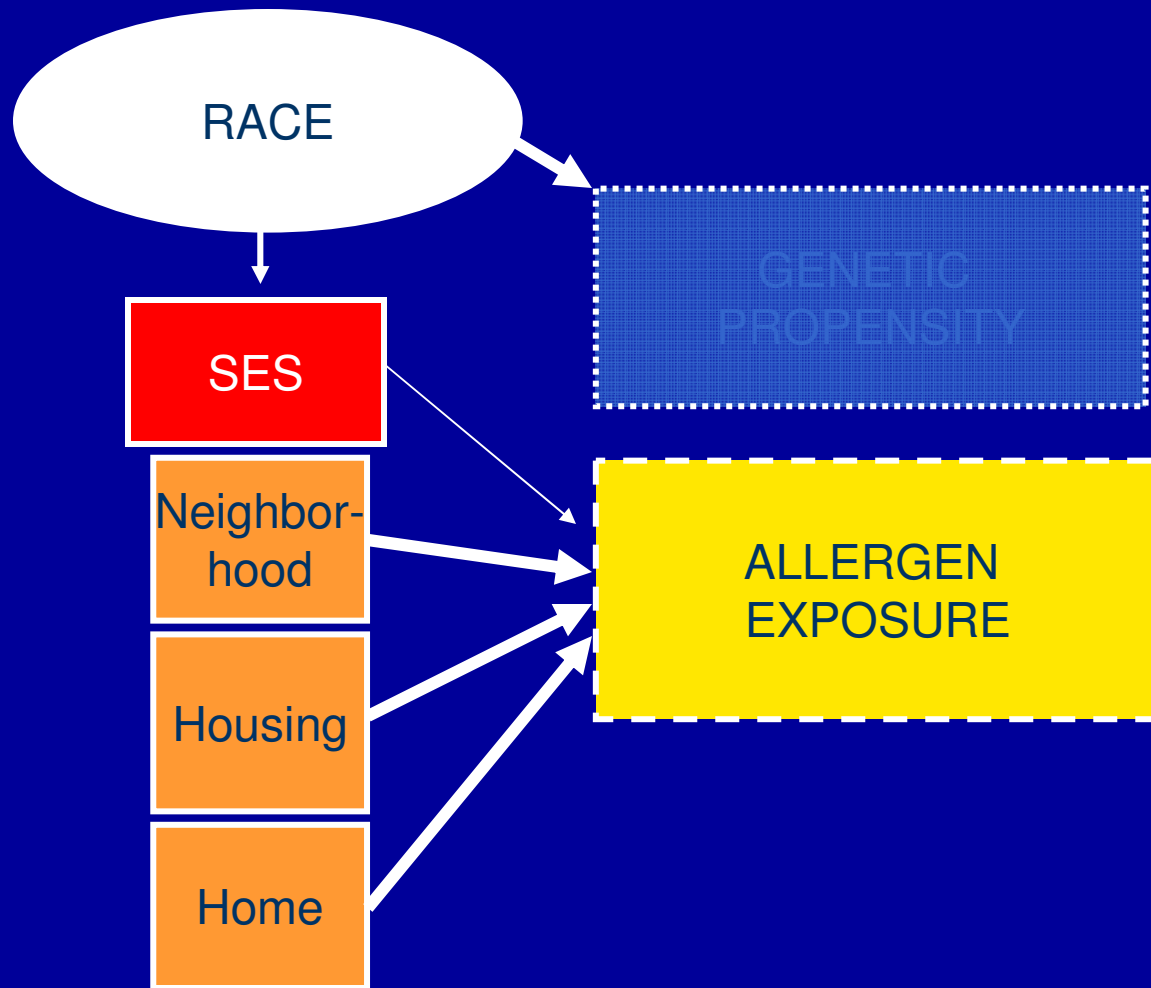 RACE
GENETIC
PROPENSITY
SES
Neighbor-
hood
ALLERGEN
EXPOSURE
Housing
Home